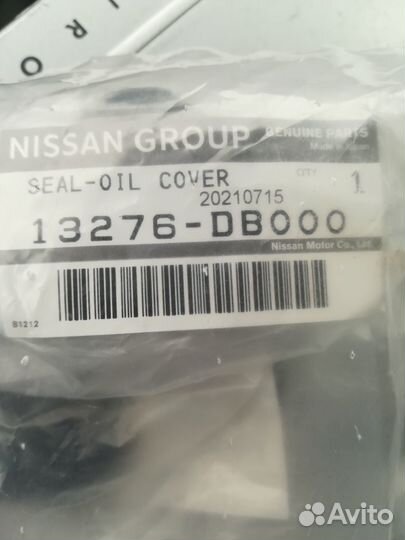 U R O
NISSAN GROUP GENUINE PARTS
Made in Japan
SEAL-OIL COVER QTY 1
20210715
13276-DB000
Nissan Motor Co., Ltd.
B1212
Avito